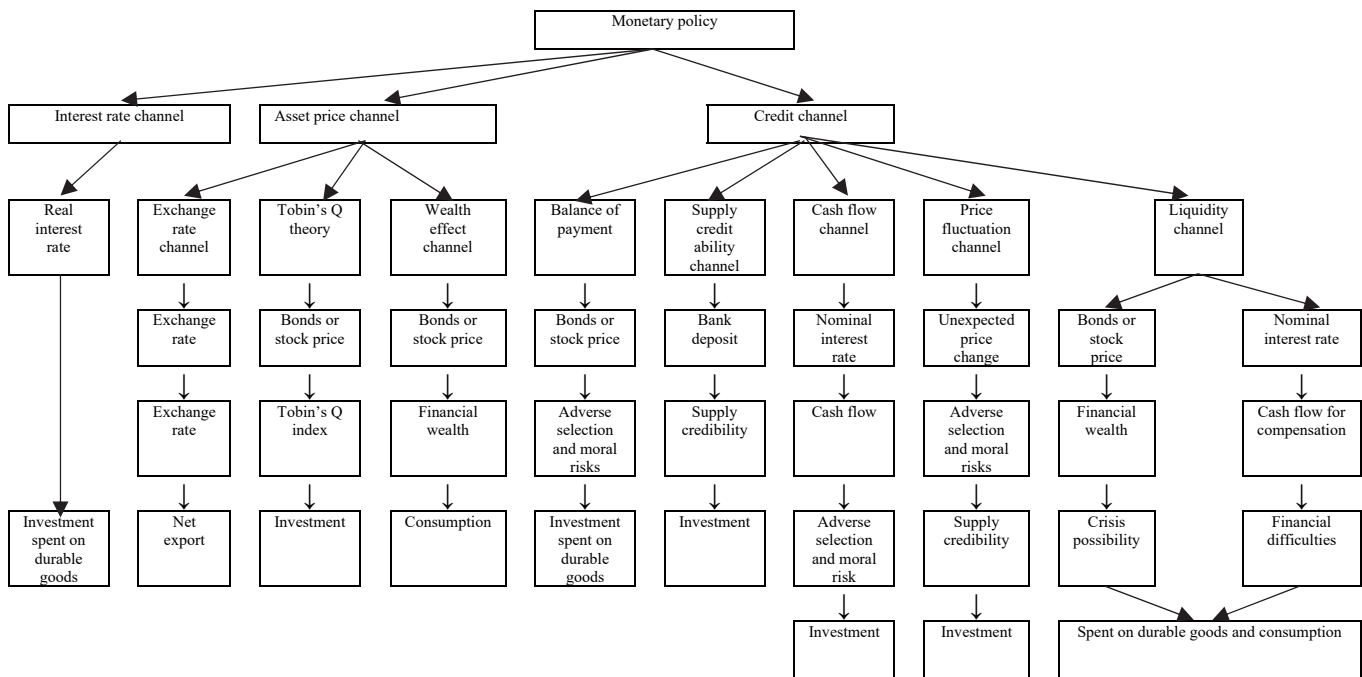 Monetary policy
Interest rate channel
Asset price channel
Credit channel
Real
interest
rate
Exchange
rate
channel
Tobin's Q
theory
Wealth
effect
channel
Balance of
payment
Supply
credit
ability
channel
Cash flow
channel
Price
fluctuation
channel
Liquidity
channel
Exchange
rate
Bonds or
stock price
Bonds or
stock price
Bonds or
stock price
Bank
deposit
Nominal
interest
rate
Unexpected
price
change
Bonds or
stock
price
Nominal
interest rate
Exchange
rate
Tobin's Q
index
Financial
wealth
Adverse
selection
and moral
risks
Supply
credibility
Cash flow
Adverse
selection
and moral
risks
Financial
wealth
Cash flow for
compensation
Investment
spent on
durable
goods
Net
export
Investment
Consumption
Investment
spent on
durable
goods
Investment
Adverse
selection
and moral
risk
Supply
credibility
Crisis
possibility
Financial
difficulties
Investment
Investment
Spent on durable goods and consumption